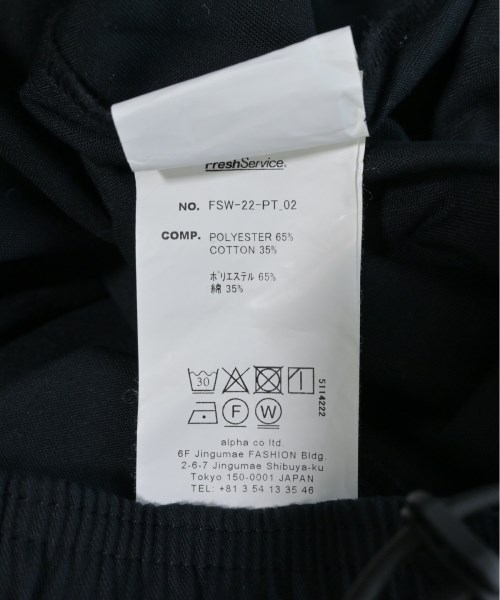 FreshService.
NO. FSW-22-PT_02
COMP. POLYESTER 65%
COTTON 35%
ポリエステル 65%
綿 35%
30
F W
5114222
alpha co ltd.
6F Jingumae FASHION Bldg.
2-6-7 Jingumae Shibuya-ku
Tokyo 150-0001 JAPAN
TEL: +81 3 54 13 35 46